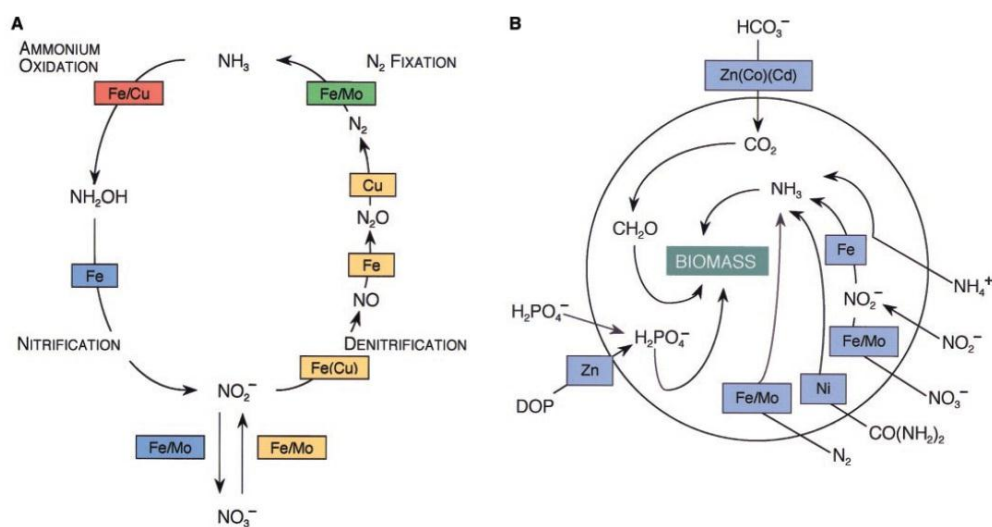 A
AMMONIUM
OXIDATION
NH₃
N₂ FIXATION
Fe/Cu
Fe/Mo
N₂
Cu
NH₂OH
N₂O
Fe
Fe
NO
NITRIFICATION
DENITRIFICATION
Fe(Cu)
NO₂⁻
Fe/Mo
Fe/Mo
NO₃⁻
B
HCO₃⁻
Zn(Co)(Cd)
CO₂
NH₃
CH₂O
Fe
BIOMASS
NH₄⁺
NO₂⁻
H₂PO₄⁻
H₂PO₄⁻
Fe/Mo
NO₂⁻
Zn
DOP
Fe/Mo
Ni
NO₃⁻
CO(NH₂)₂
N₂